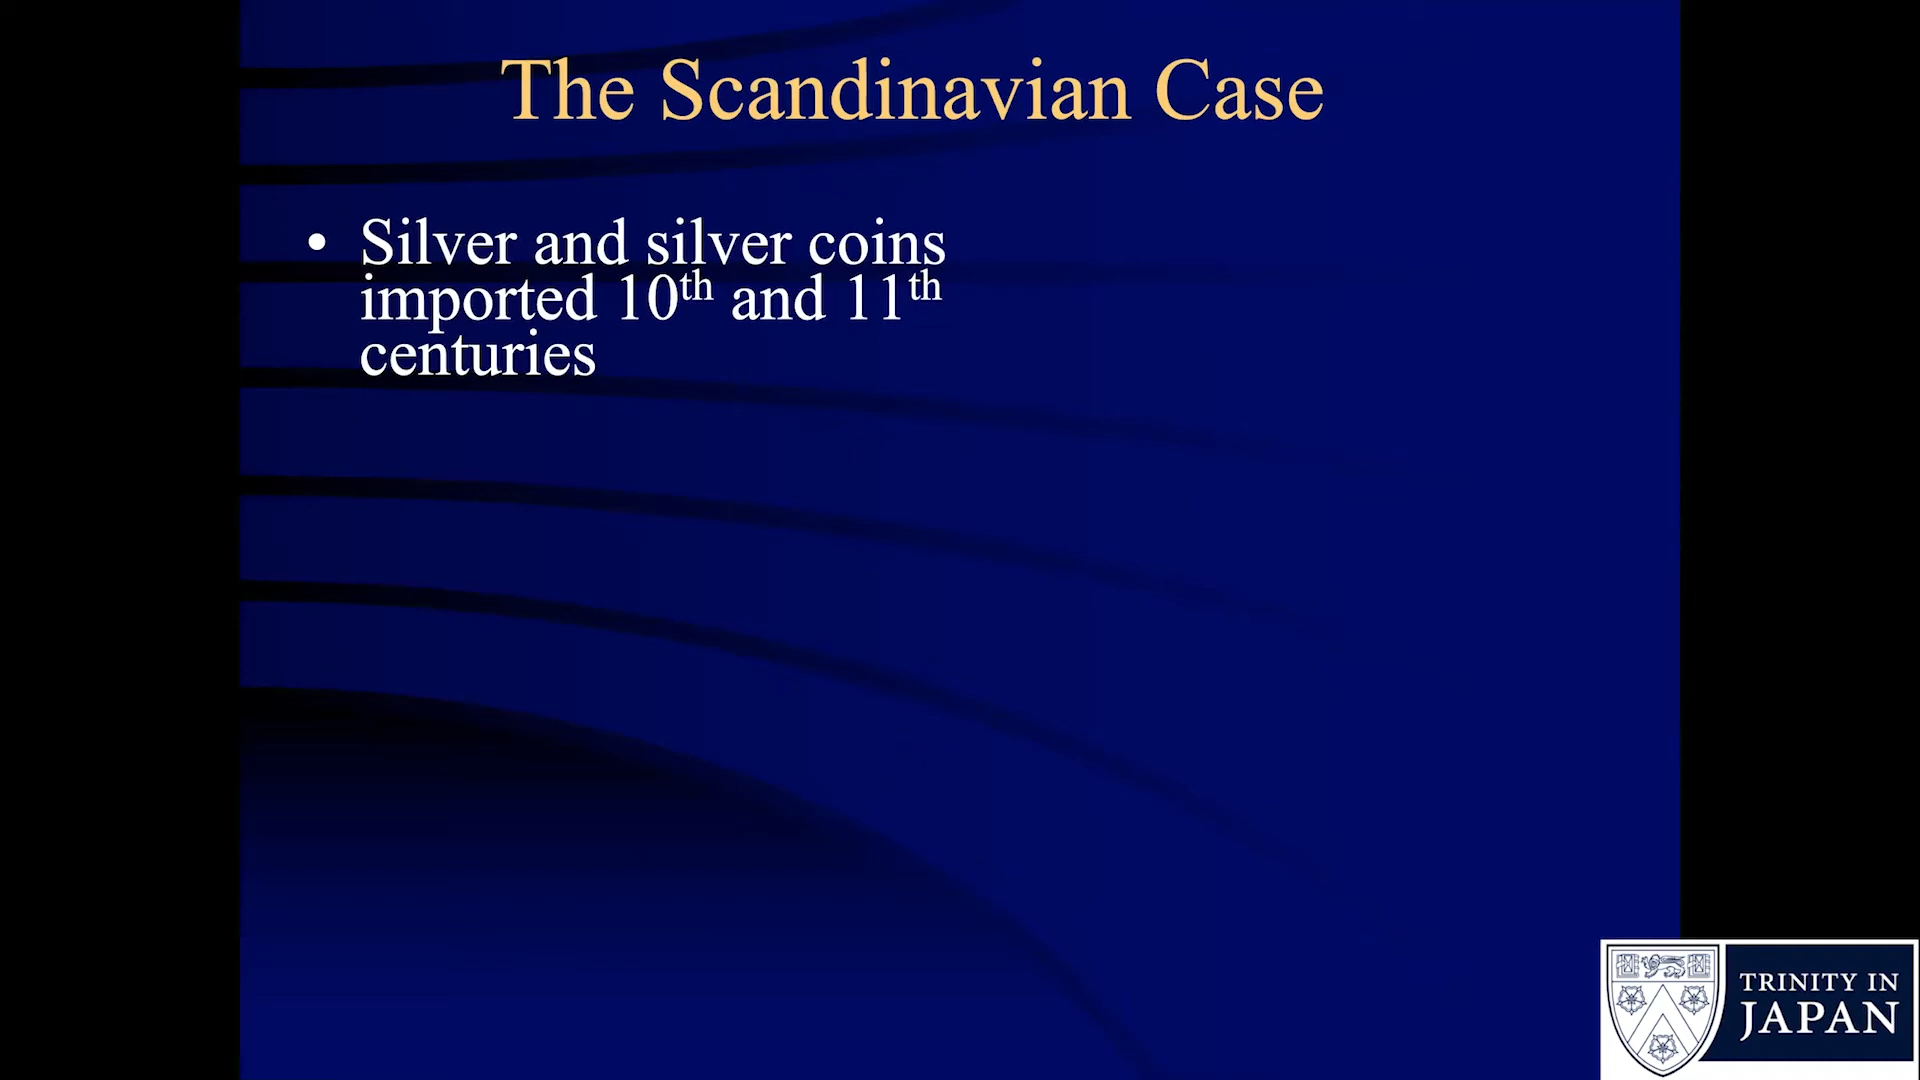 The Scandinavian Case
• Silver and silver coins
imported 10th and 11th
centuries
TRINITY IN
JAPAN